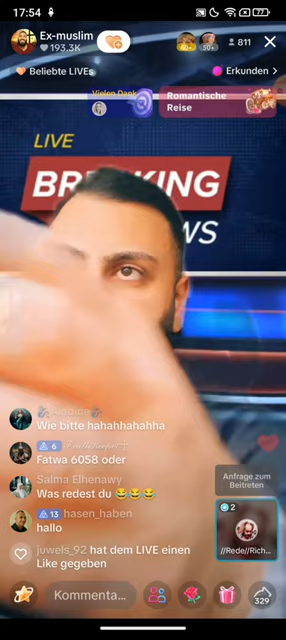 17:54
77
Ex-muslim
193.3K
50+
811
Beliebte LIVEs
Erkunden
Vielen Dank
Romantische
Reise
LIVE
BREAKING
WS
Wie bitte hahahhahahha
6
Fatwa 6058 oder
Salma Elhenawy
Was redest du 😂😂😂
13 hasen_haben
hallo
juwels_92 hat dem LIVE einen
Like gegeben
Anfrage zum
Beitreten
2
//Rede//Rich...
Kommenta...
329